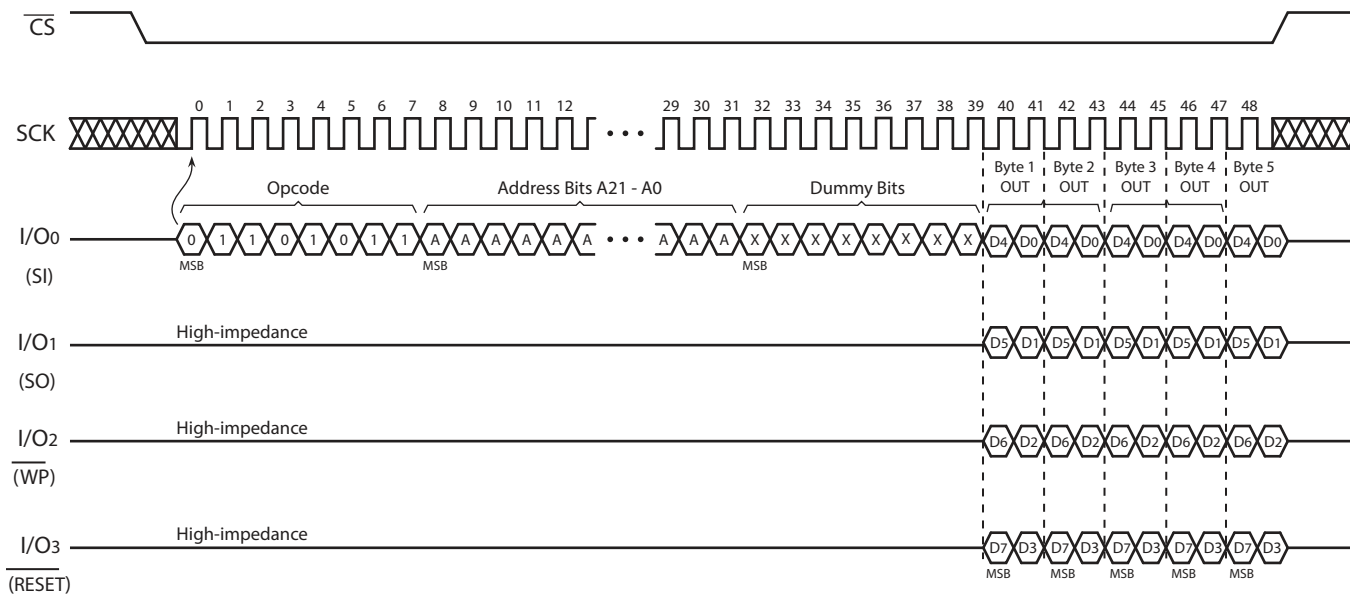 CS
0 1 2 3 4 5 6 7 8 9 10 11 12 29 30 31 32 33 34 35 36 37 38 39 40 41 42 43 44 45 46 47 48
SCK
• • •
Byte 1 OUT Byte 2 OUT Byte 3 OUT Byte 4 OUT Byte 5 OUT
Opcode Address Bits A21 - A0 Dummy Bits
I/O0 0 1 1 0 1 0 1 1 A A A A A A • • • A A A X X X X X X X X D4 D0 D4 D0 D4 D0 D4 D0 D4 D0
MSB MSB MSB
(SI)
High-impedance
I/O1 D5 D1 D5 D1 D5 D1 D5 D1 D5 D1
(SO)
High-impedance
I/O2 D6 D2 D6 D2 D6 D2 D6 D2 D6 D2
(WP)
High-impedance
I/O3 D7 D3 D7 D3 D7 D3 D7 D3 D7 D3
MSB MSB MSB MSB MSB
(RESET)